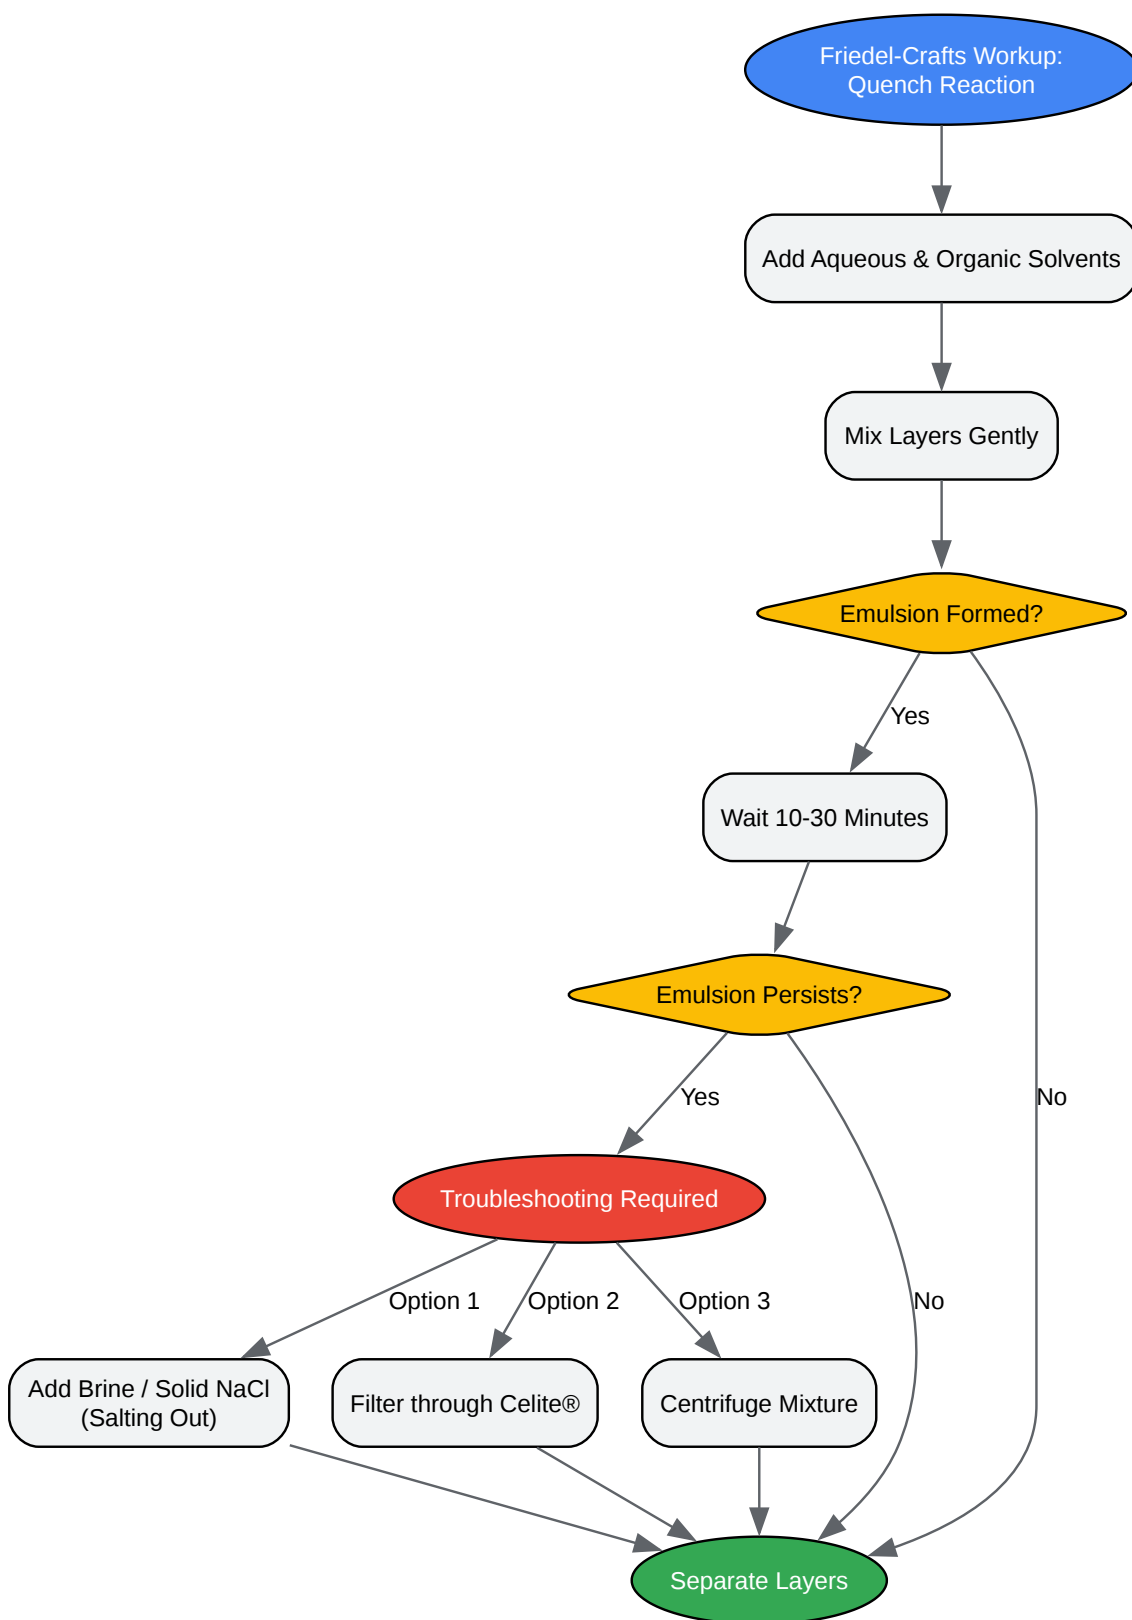 Friedel-Crafts Workup:
Quench Reaction
Add Aqueous & Organic Solvents
Mix Layers Gently
Emulsion Formed?
Yes
Wait 10-30 Minutes
Emulsion Persists?
Yes
No
Troubleshooting Required
Option 1
Option 2
Option 3
No
Add Brine / Solid NaCl
(Salting Out)
Filter through Celite®
Centrifuge Mixture
Separate Layers